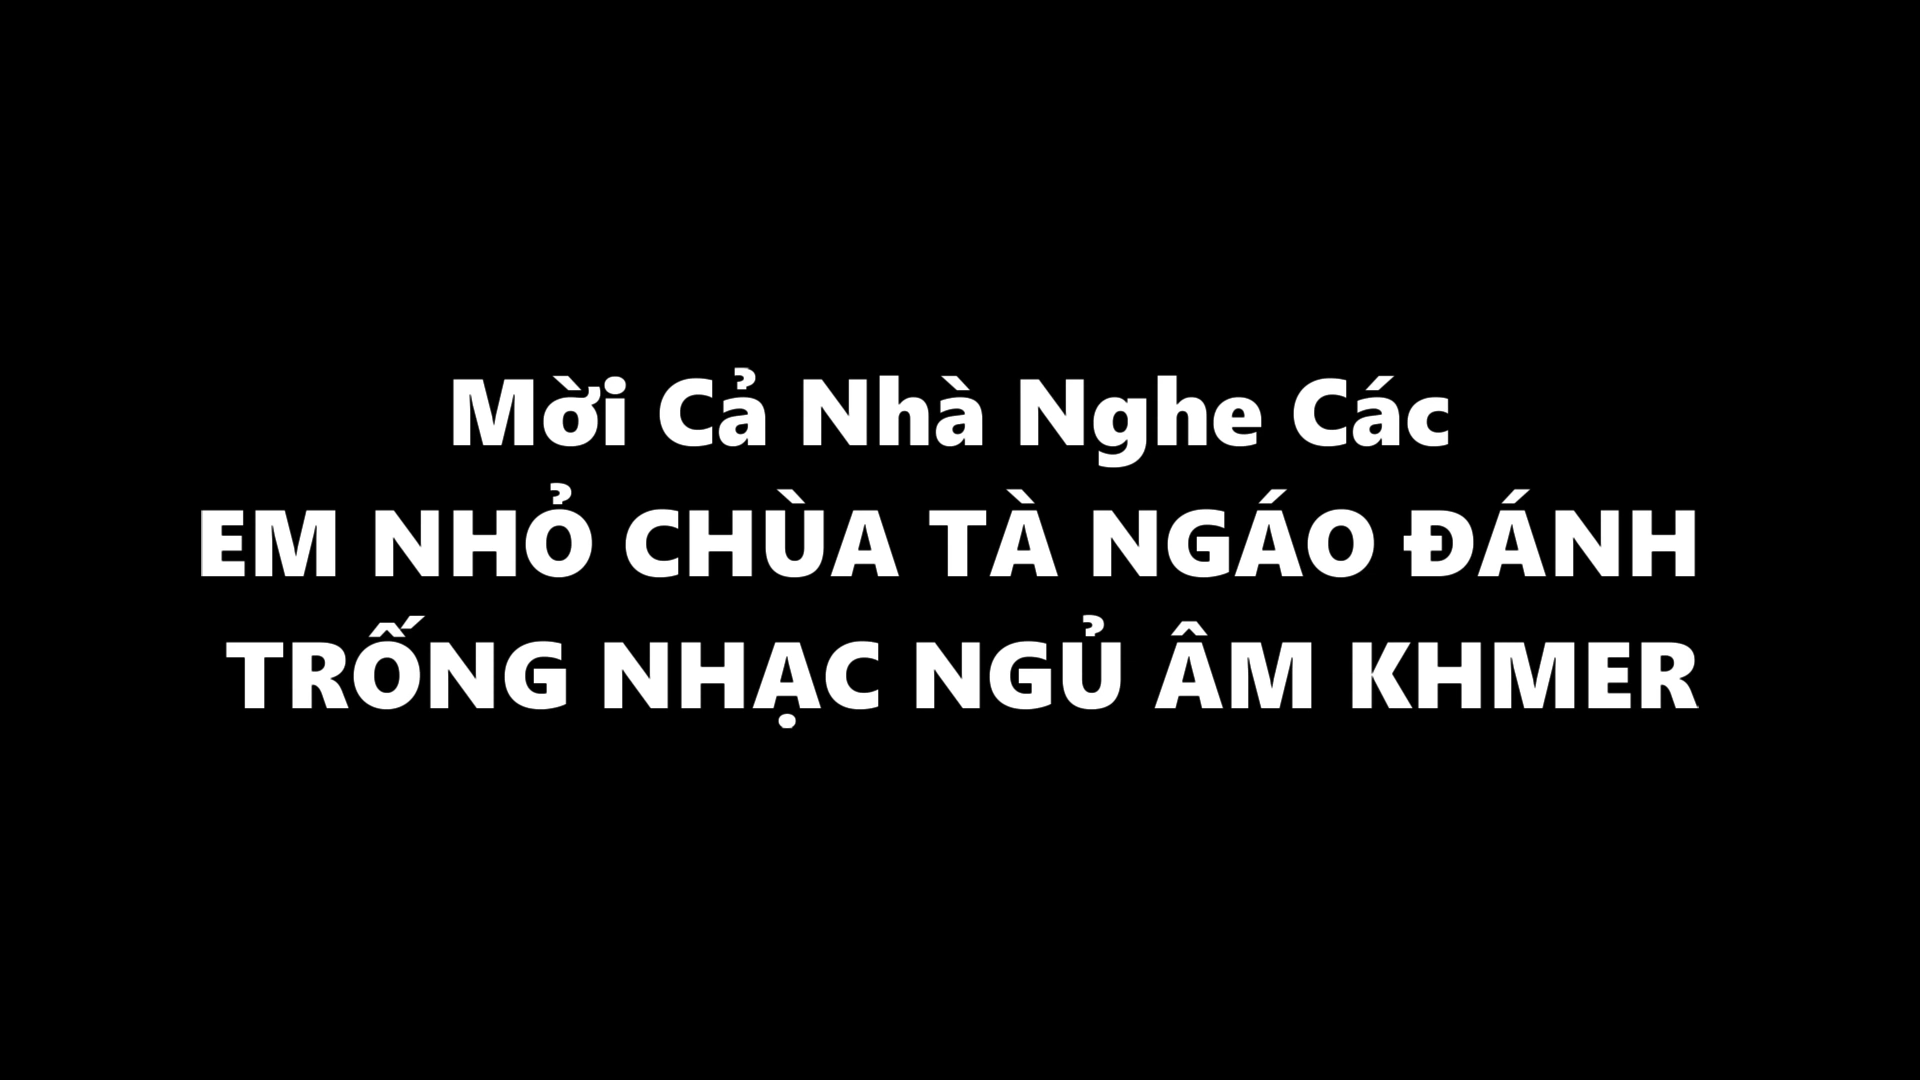 Mời Cả Nhà Nghe Các
EM NHỎ CHÙA TÀ NGÁO ĐÁNH
TRỐNG NHẠC NGỦ ÂM KHMER